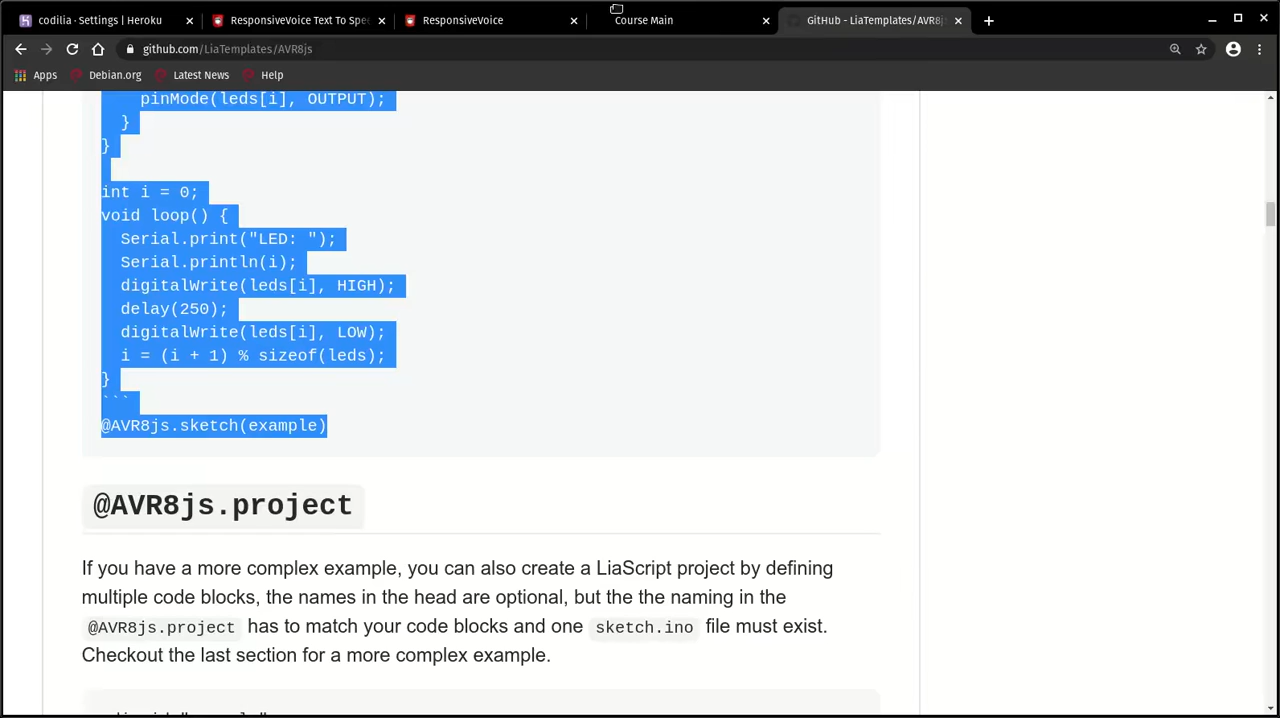 codilia · Settings | Heroku
ResponsiveVoice Text To Spee
ResponsiveVoice
Course Main
GitHub - LiaTemplates/AVR8j
github.com/LiaTemplates/AVR8js
Apps
Debian.org
Latest News
Help
pinMode(leds[i], OUTPUT);
}
}
int i = 0;
void loop() {
Serial.print("LED: ");
Serial.println(i);
digitalWrite(leds[i], HIGH);
delay(250);
digitalWrite(leds[i], LOW);
i = (i + 1) % sizeof(leds);
}
```
@AVR8js.sketch(example)
@AVR8js.project
If you have a more complex example, you can also create a LiaScript project by defining
multiple code blocks, the names in the head are optional, but the the naming in the
@AVR8js.project has to match your code blocks and one sketch.ino file must exist.
Checkout the last section for a more complex example.